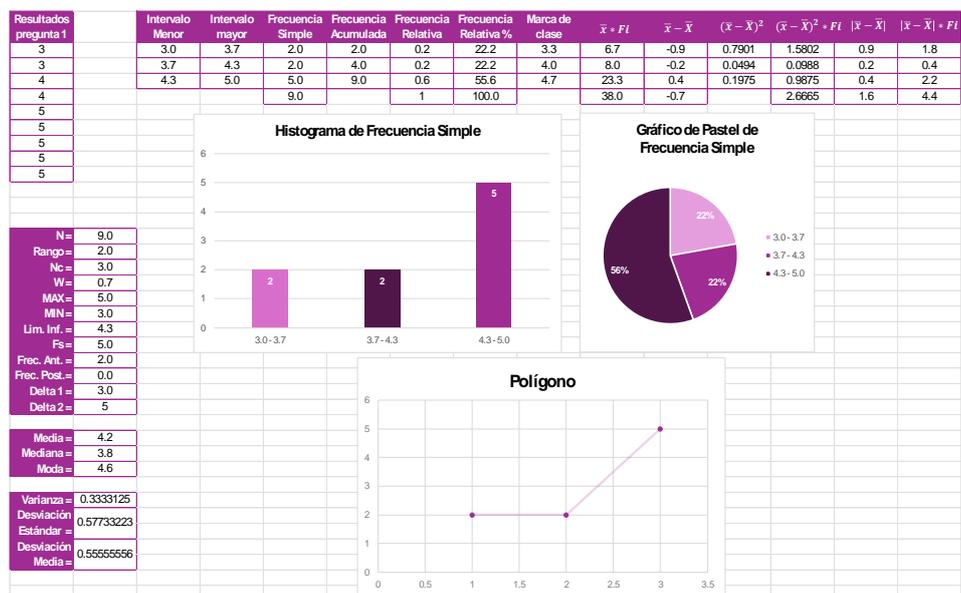 Resultados pregunta 1 Intervalo Menor Intervalo mayor Frecuencia Simple Frecuencia Acumulada Frecuencia Relativa Frecuencia Relativa % Marca de clase x̅ * Fi x̅ − X̅ (x̅ − X̅)² (x̅ − X̅)² * Fi |x̅ − X̅| |x̅ − X̅| * Fi
3 3.0 3.7 2.0 2.0 0.2 22.2 3.3 6.7 -0.9 0.7901 1.5802 0.9 1.8
3 3.7 4.3 2.0 4.0 0.2 22.2 4.0 8.0 -0.2 0.0494 0.0988 0.2 0.4
4 4.3 5.0 5.0 9.0 0.6 55.6 4.7 23.3 0.4 0.1975 0.9875 0.4 2.2
4 9.0 1 100.0 38.0 -0.7 2.6665 1.6 4.4
5
5
5
5
5
Histograma de Frecuencia Simple
6
5
4
3
2
1
0
2
2
5
3.0 - 3.7 3.7 - 4.3 4.3 - 5.0
Gráfico de Pastel de
Frecuencia Simple
22%
22%
56%
3.0 - 3.7
3.7 - 4.3
4.3 - 5.0
N = 9.0
Rango = 2.0
Nc = 3.0
W = 0.7
MAX = 5.0
MIN = 3.0
Lim. Inf. = 4.3
Fs = 5.0
Frec. Ant. = 2.0
Frec. Post.= 0.0
Delta 1 = 3.0
Delta 2 = 5
Media = 4.2
Mediana = 3.8
Moda = 4.6
Varianza = 0.3333125
Desviación Estándar = 0.57733223
Desviación Media = 0.55555556
Polígono
6
5
4
3
2
1
0
0 0.5 1 1.5 2 2.5 3 3.5